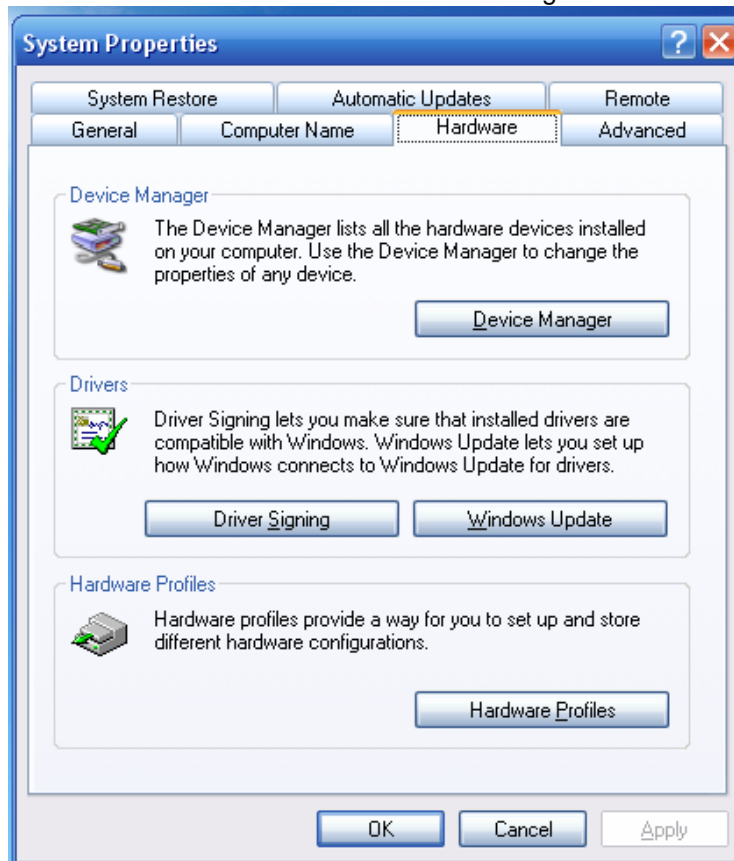 System Properties
System Restore Automatic Updates Remote
General Computer Name Hardware Advanced
Device Manager
The Device Manager lists all the hardware devices installed
on your computer. Use the Device Manager to change the
properties of any device.
Device Manager
Drivers
Driver Signing lets you make sure that installed drivers are
compatible with Windows. Windows Update lets you set up
how Windows connects to Windows Update for drivers.
Driver Signing Windows Update
Hardware Profiles
Hardware profiles provide a way for you to set up and store
different hardware configurations.
Hardware Profiles
OK Cancel Apply